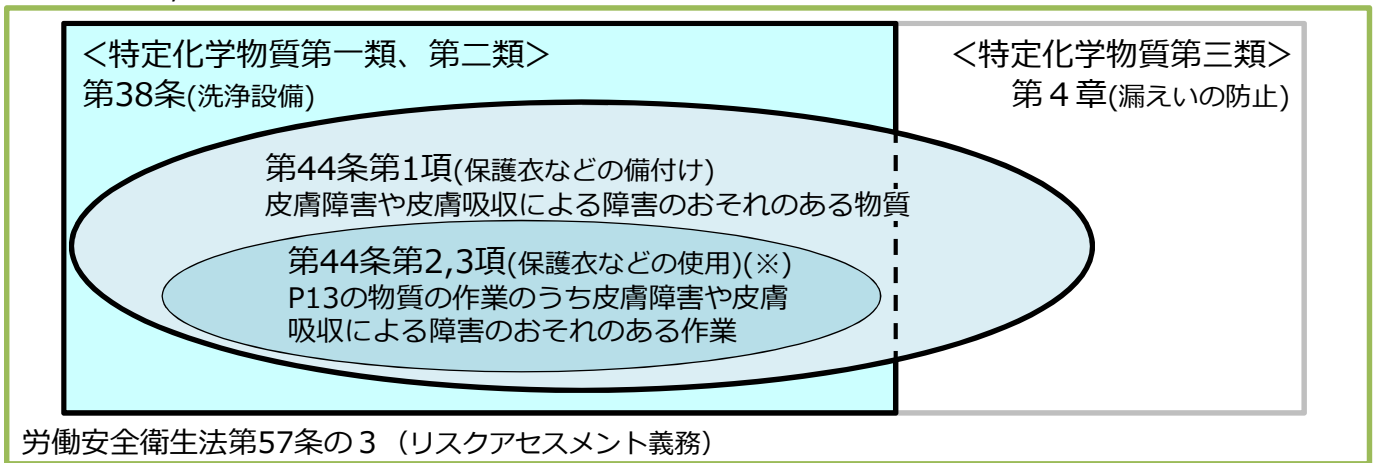 <特定化学物質第一類、第二類>
第38条(洗浄設備)
<特定化学物質第三類>
第４章(漏えいの防止)
第44条第1項(保護衣などの備付け)
皮膚障害や皮膚吸収による障害のおそれのある物質
第44条第2,3項(保護衣などの使用)(※)
P13の物質の作業のうち皮膚障害や皮膚
吸収による障害のおそれのある作業
労働安全衛生法第57条の３（リスクアセスメント義務）